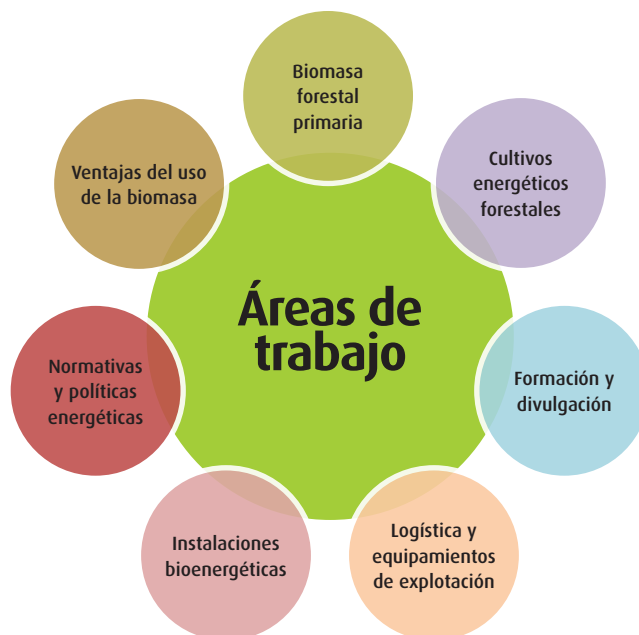 Biomasa
forestal
primaria
Cultivos
energéticos
forestales
Formación y
divulgación
Logística y
equipamientos
de explotación
Instalaciones
bioenergéticas
Normativas
y políticas
energéticas
Ventajas del uso
de la biomasa
Áreas de
trabajo